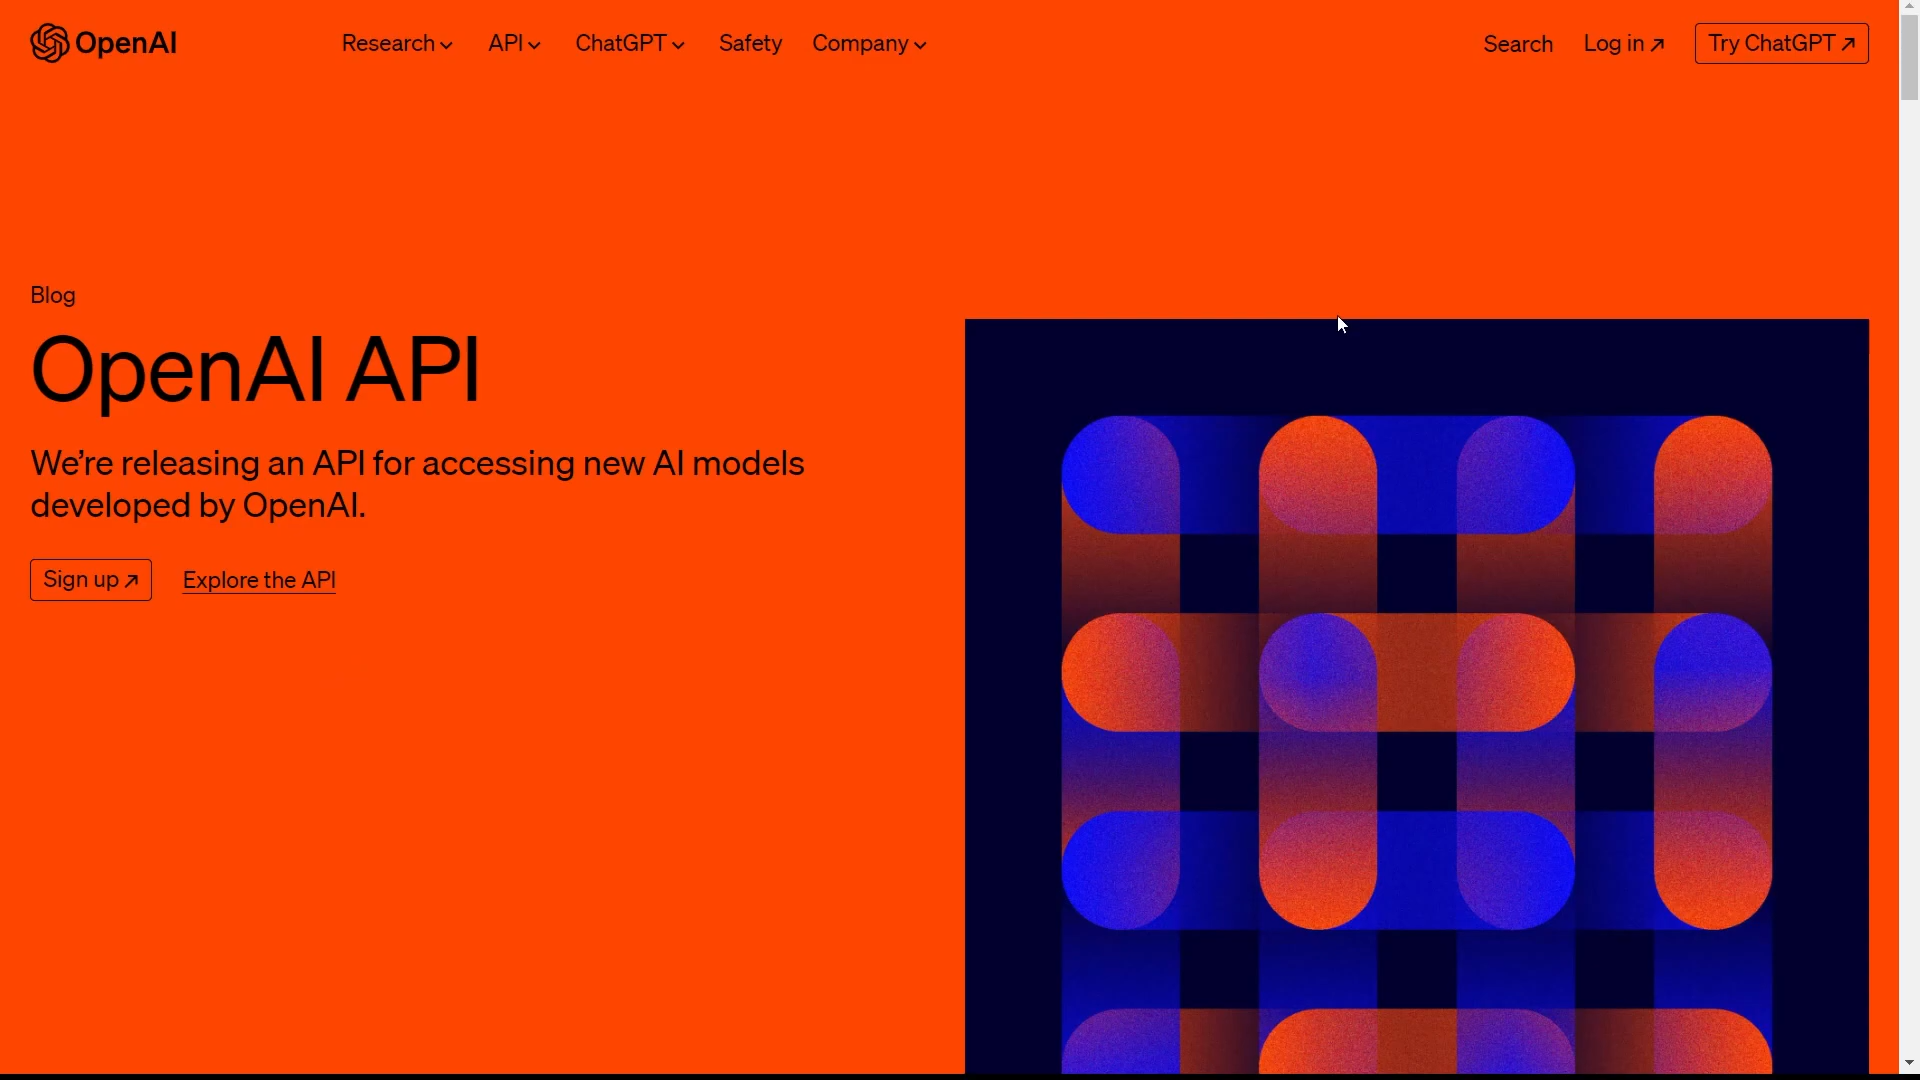 OpenAI
Research
API
ChatGPT
Safety
Company
Search
Log in ↗
Try ChatGPT ↗
Blog
OpenAI API
We’re releasing an API for accessing new AI models
developed by OpenAI.
Sign up ↗
Explore the API